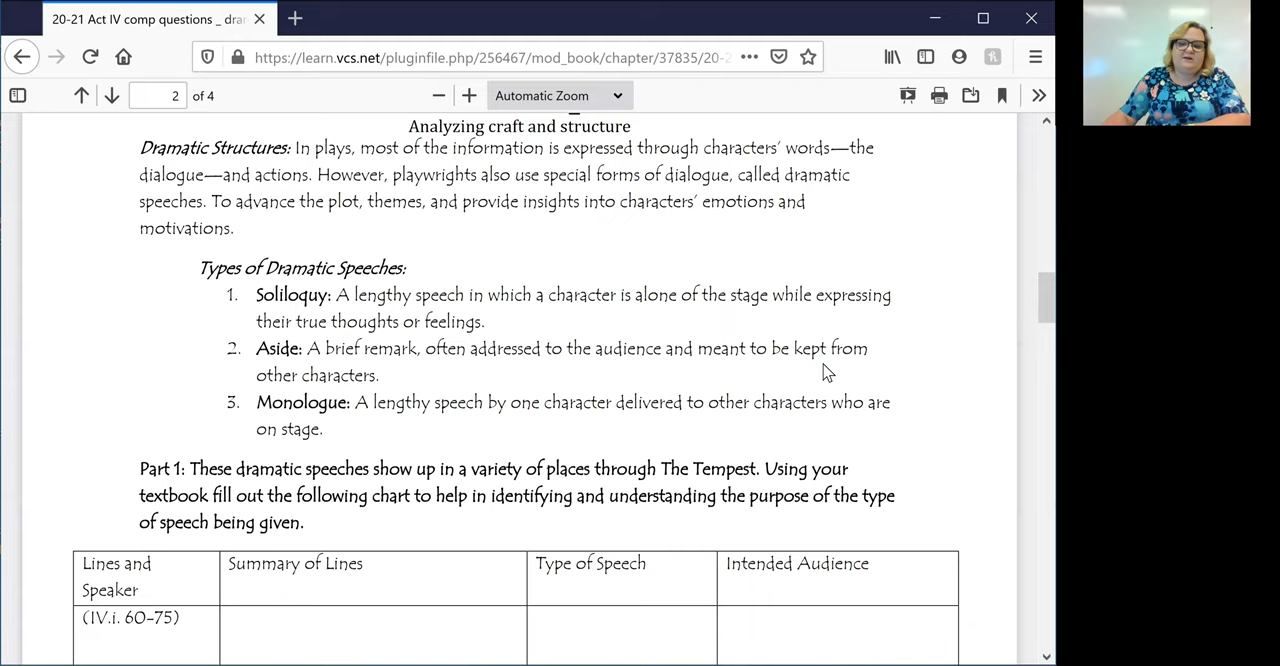 20-21 Act IV comp questions _ dra
https://learn.vcs.net/pluginfile.php/256467/mod_book/chapter/37835/20-2
2 of 4
Automatic Zoom
Analyzing craft and structure
Dramatic Structures: In plays, most of the information is expressed through characters' words—the
dialogue—and actions. However, playwrights also use special forms of dialogue, called dramatic
speeches. To advance the plot, themes, and provide insights into characters' emotions and
motivations.
Types of Dramatic Speeches:
1. Soliloquy: A lengthy speech in which a character is alone of the stage while expressing
their true thoughts or feelings.
2. Aside: A brief remark, often addressed to the audience and meant to be kept from
other characters.
3. Monologue: A lengthy speech by one character delivered to other characters who are
on stage.
Part 1: These dramatic speeches show up in a variety of places through The Tempest. Using your
textbook fill out the following chart to help in identifying and understanding the purpose of the type
of speech being given.
Lines and
Speaker
Summary of Lines
Type of Speech
Intended Audience
(IV.i. 60-75)